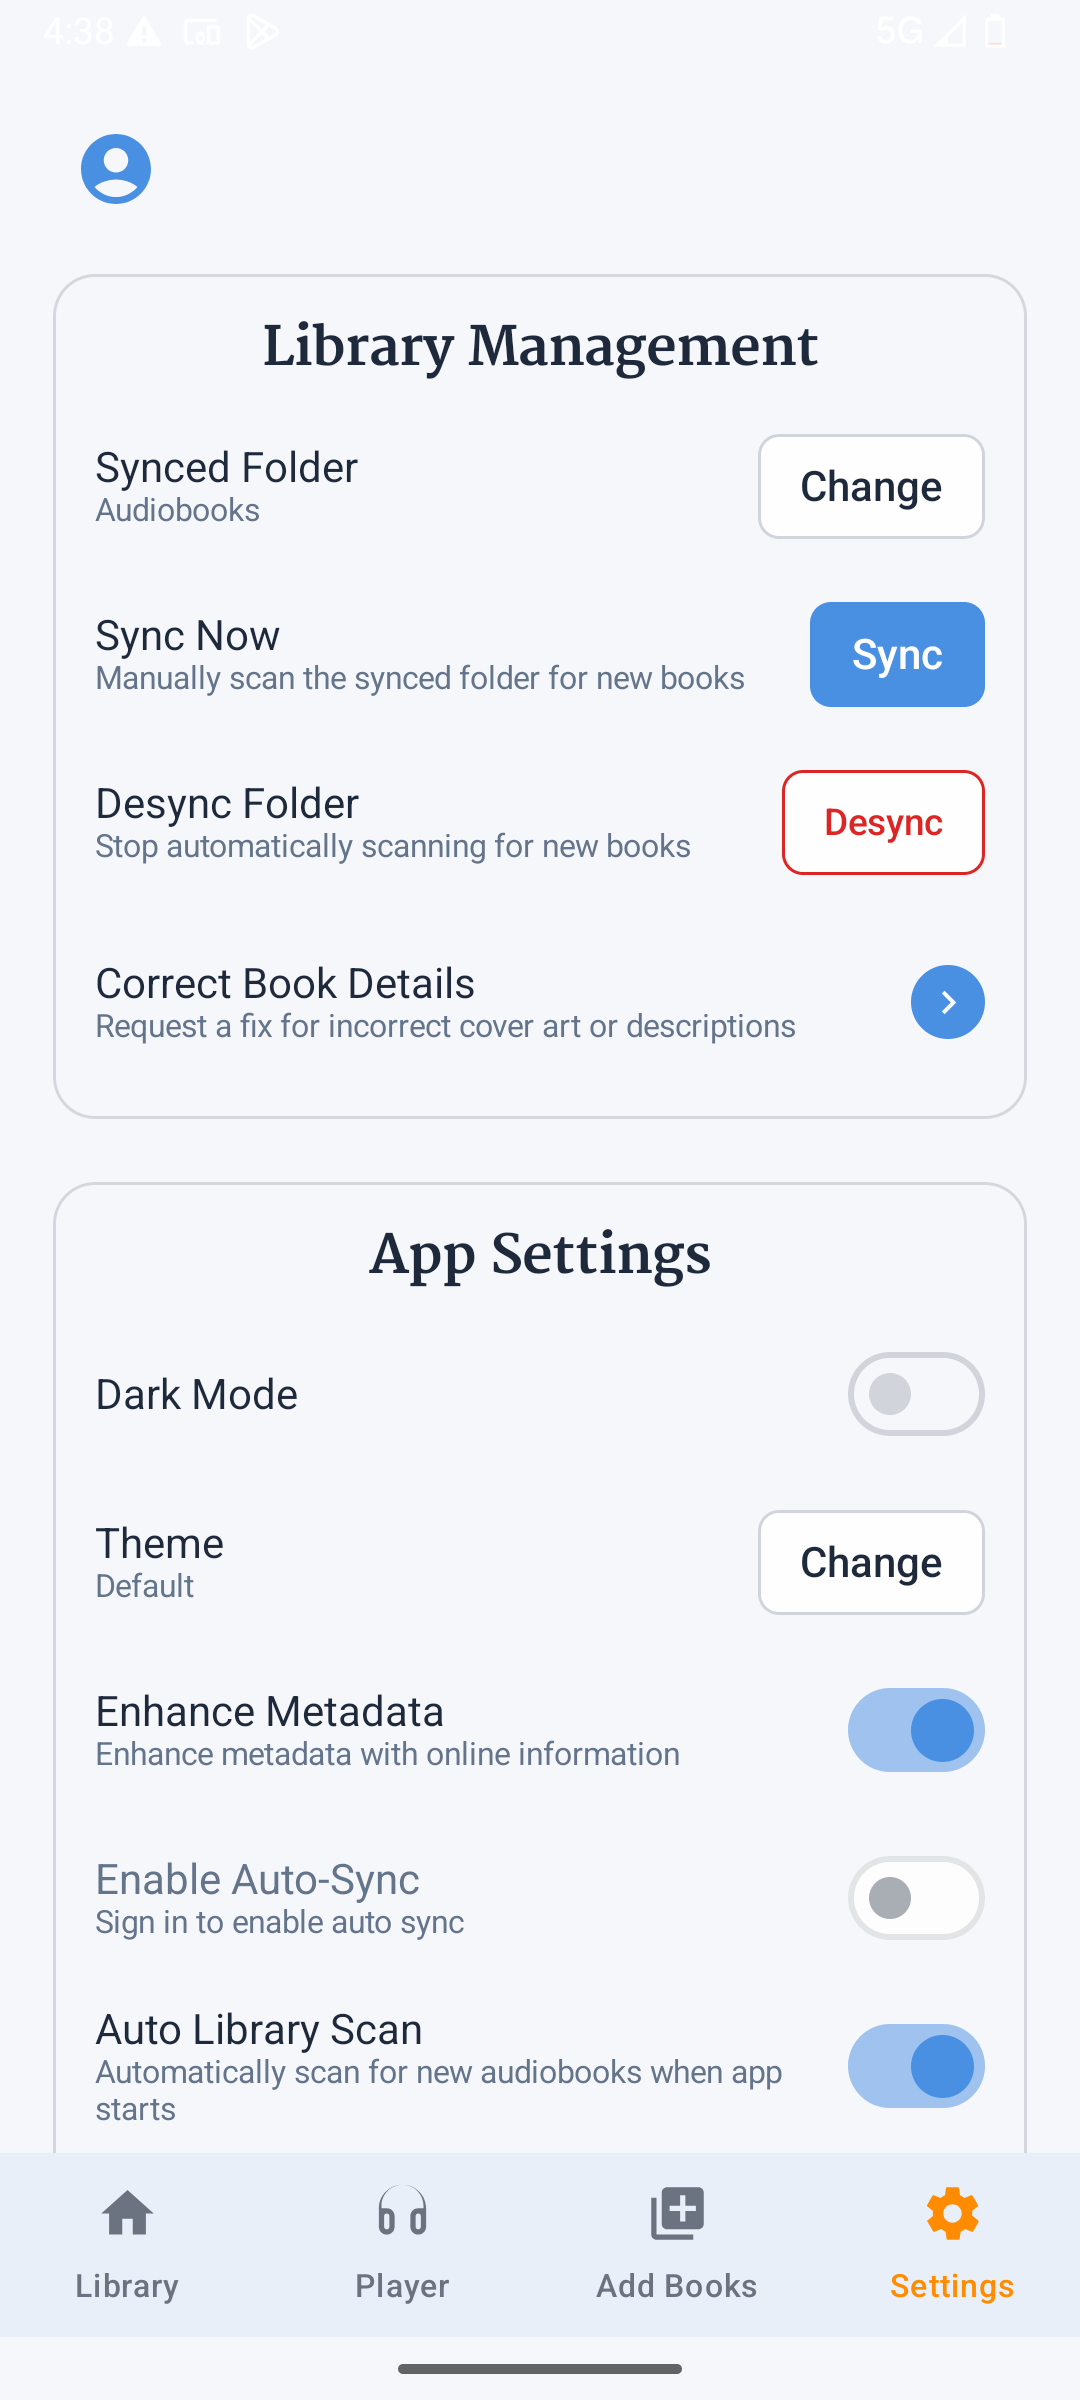 4:38
5G
Library Management
Synced Folder
Audiobooks
Change
Sync Now
Manually scan the synced folder for new books
Sync
Desync Folder
Stop automatically scanning for new books
Desync
Correct Book Details
Request a fix for incorrect cover art or descriptions
App Settings
Dark Mode
Theme
Default
Change
Enhance Metadata
Enhance metadata with online information
Enable Auto-Sync
Sign in to enable auto sync
Auto Library Scan
Automatically scan for new audiobooks when app
starts
Library
Player
Add Books
Settings